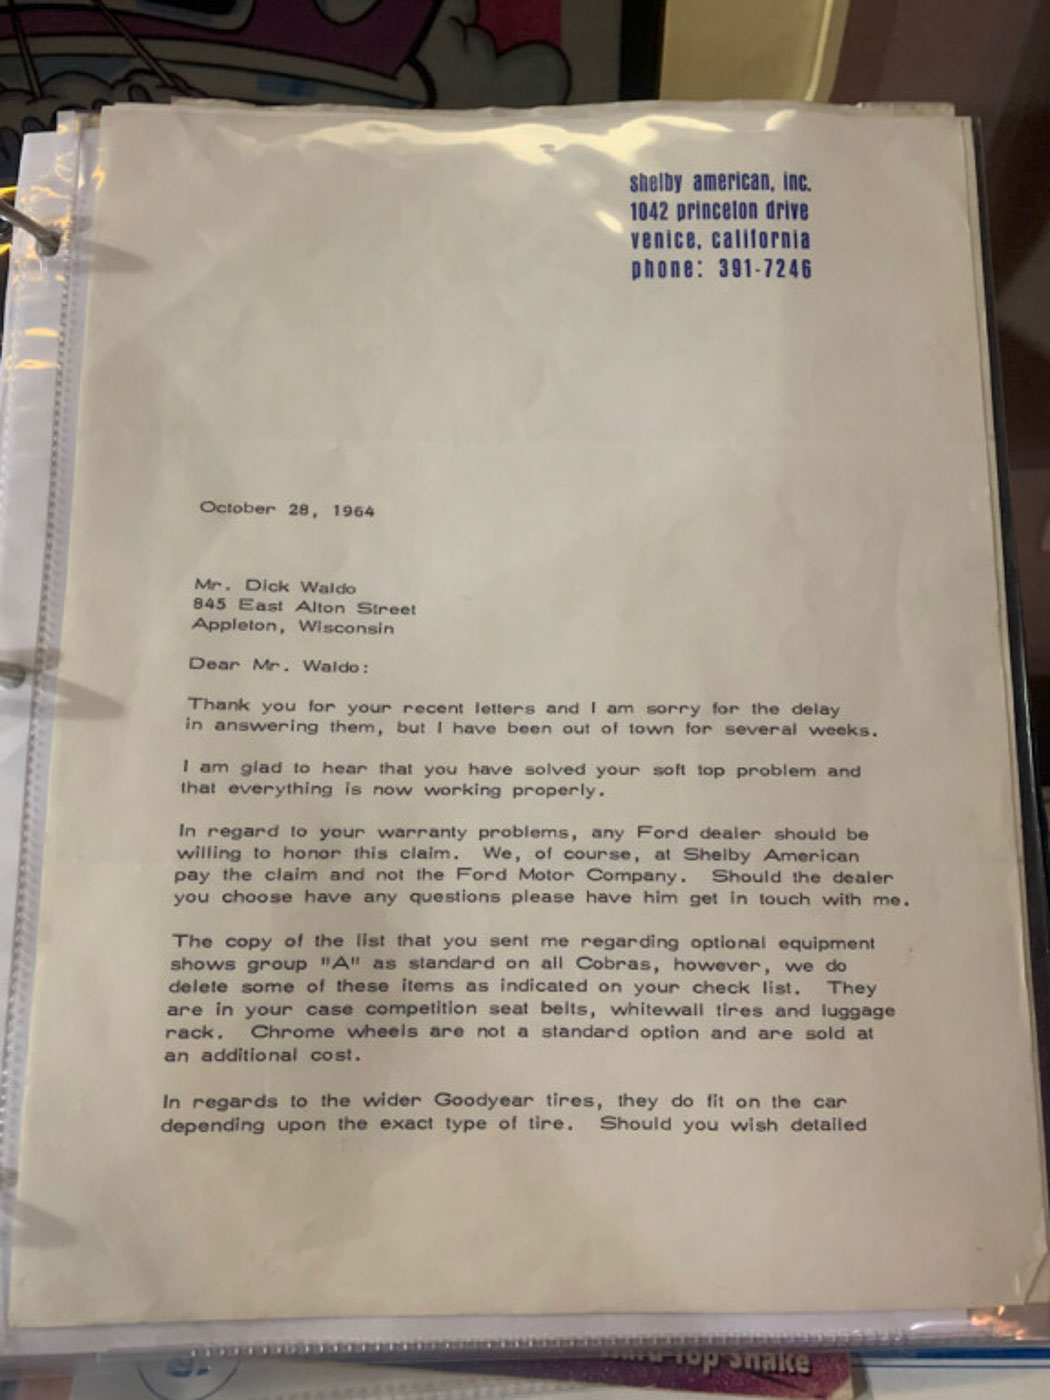 shelby american, inc.
1042 princeton drive
venice, california
phone: 391-7246
October 28, 1964
Mr. Dick Waldo
845 East Alton Street
Appleton, Wisconsin
Dear Mr. Waldo:
Thank you for your recent letters and I am sorry for the delay
in answering them, but I have been out of town for several weeks.
I am glad to hear that you have solved your soft top problem and
that everything is now working properly.
In regard to your warranty problems, any Ford dealer should be
willing to honor this claim. We, of course, at Shelby American
pay the claim and not the Ford Motor Company. Should the dealer
you choose have any questions please have him get in touch with me.
The copy of the list that you sent me regarding optional equipment
shows group "A" as standard on all Cobras, however, we do
delete some of these items as indicated on your check list. They
are in your case competition seat belts, whitewall tires and luggage
rack. Chrome wheels are not a standard option and are sold at
an additional cost.
In regards to the wider Goodyear tires, they do fit on the car
depending upon the exact type of tire. Should you wish detailed
Top Snake